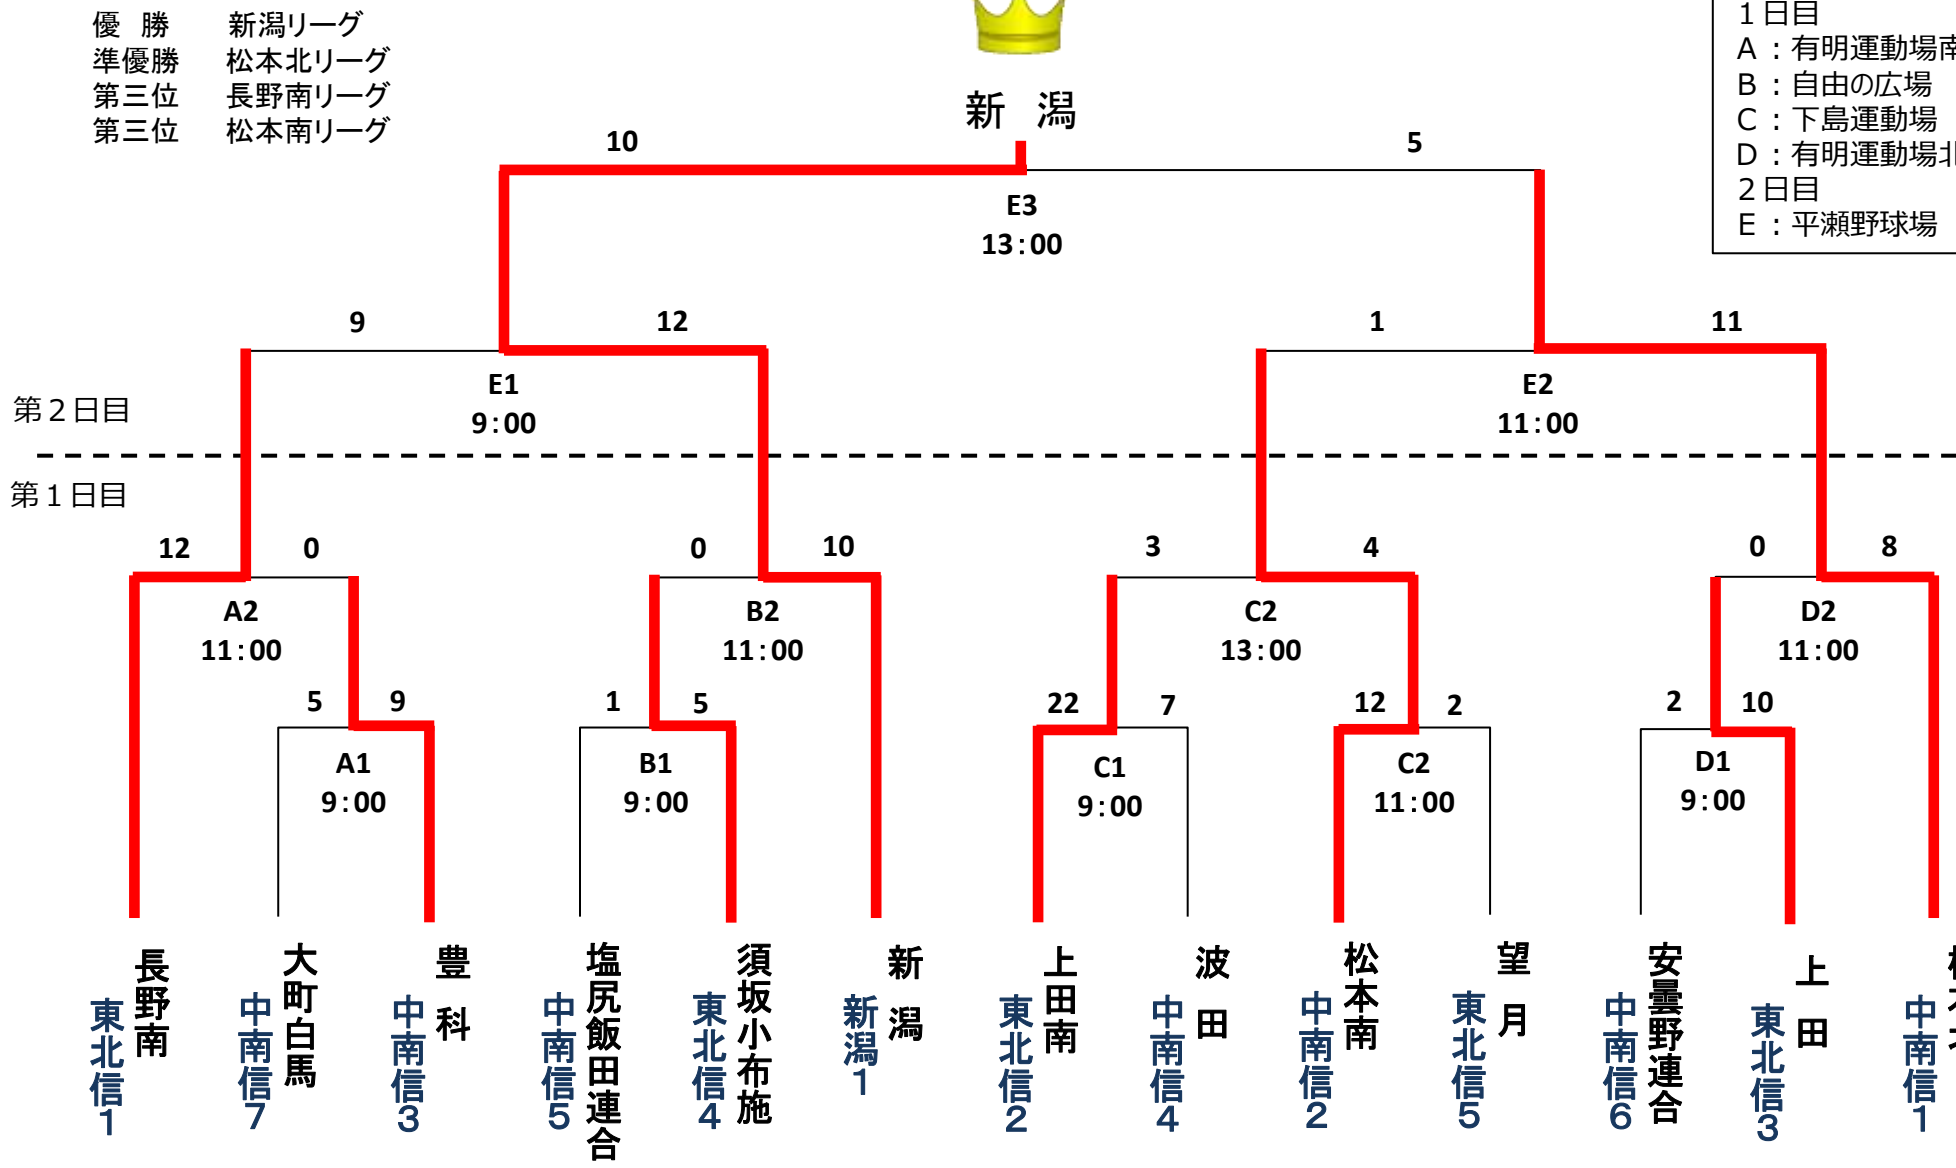 優 勝 新潟リーグ
準優勝 松本北リーグ
第三位 長野南リーグ
第三位 松本南リーグ
新 潟
1日目
A：有明運動場南
B：自由の広場
C：下島運動場
D：有明運動場北
2日目
E：平瀬野球場
10
5
E3
13:00
9
12
1
11
E1
9:00
E2
11:00
第2日目
第1日目
12
0
0
10
3
4
0
8
A2
11:00
B2
11:00
C2
13:00
D2
11:00
5
9
1
5
22
7
12
2
2
10
A1
9:00
B1
9:00
C1
9:00
C2
11:00
D1
9:00
長野南
東北信1
大町白馬
中南信7
豊科
中南信3
塩尻飯田連合
中南信5
須坂小布施
東北信4
新潟
新潟1
上田南
東北信2
波田
中南信4
松本南
中南信2
望月
東北信5
安曇野連合
中南信6
上田
東北信3
中南信1